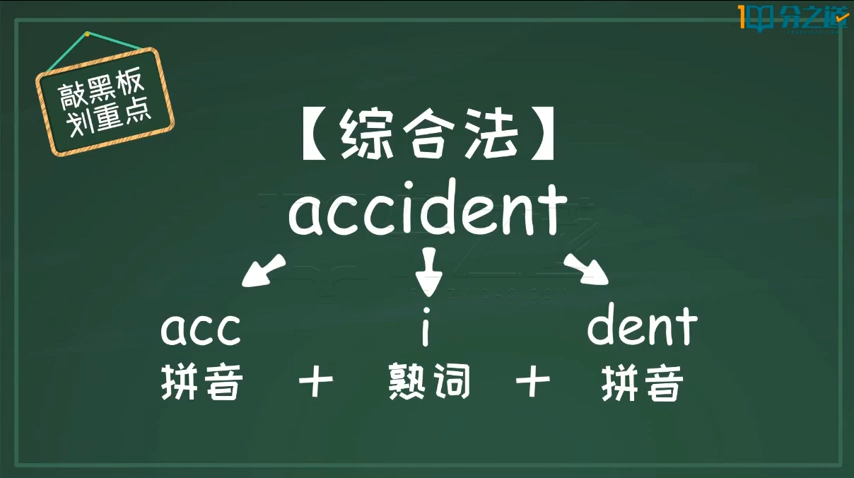 1分之道
敲黑板
划重点
【综合法】
accident
acc i dent
拼音 + 熟词 + 拼音